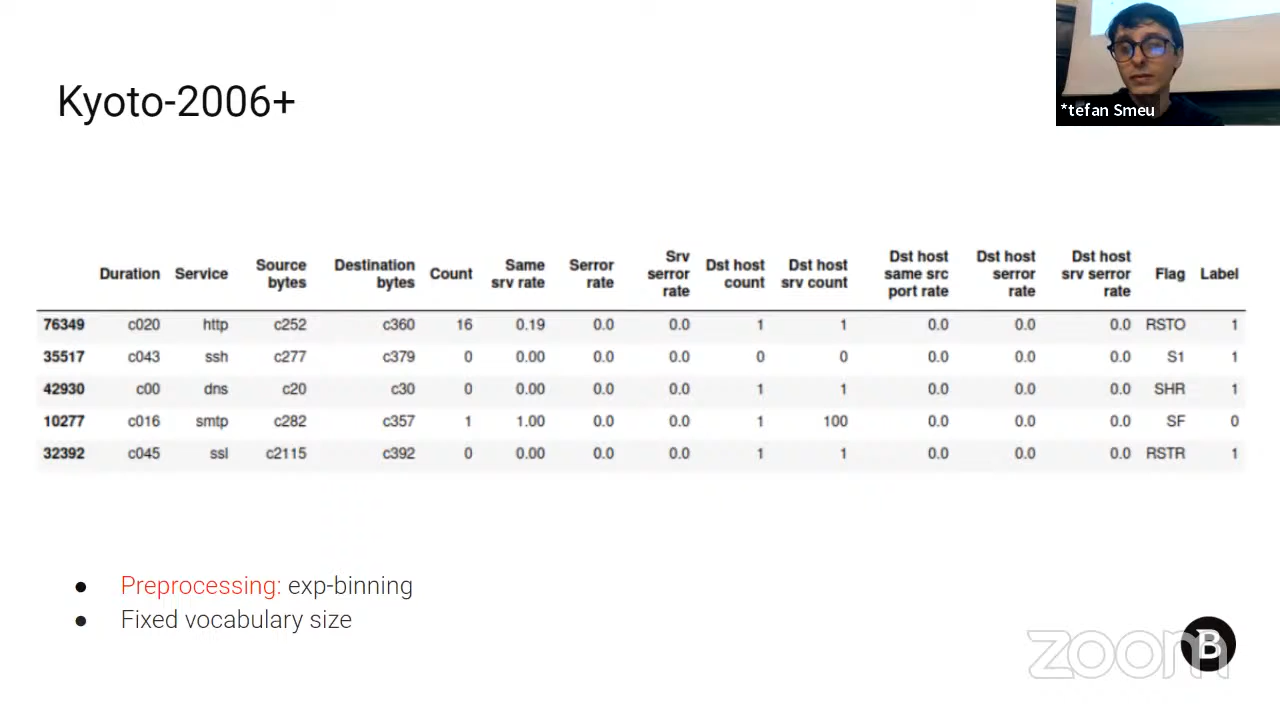 Kyoto-2006+
*tefan Smeu
Duration Service Source bytes Destination bytes Count Same srv rate Serror rate Srv serror rate Dst host count Dst host srv count Dst host same src port rate Dst host serror rate Dst host srv serror rate Flag Label
76349 c020 http c252 c360 16 0.19 0.0 0.0 1 1 0.0 0.0 0.0 RSTO 1
35517 c043 ssh c277 c379 0 0.00 0.0 0.0 0 0 0.0 0.0 0.0 S1 1
42930 c00 dns c20 c30 0 0.00 0.0 0.0 1 1 0.0 0.0 0.0 SHR 1
10277 c016 smtp c282 c357 1 1.00 0.0 0.0 1 100 0.0 0.0 0.0 SF 0
32392 c045 ssl c2115 c392 0 0.00 0.0 0.0 1 1 0.0 0.0 0.0 RSTR 1
● Preprocessing: exp-binning
● Fixed vocabulary size
zoom
B